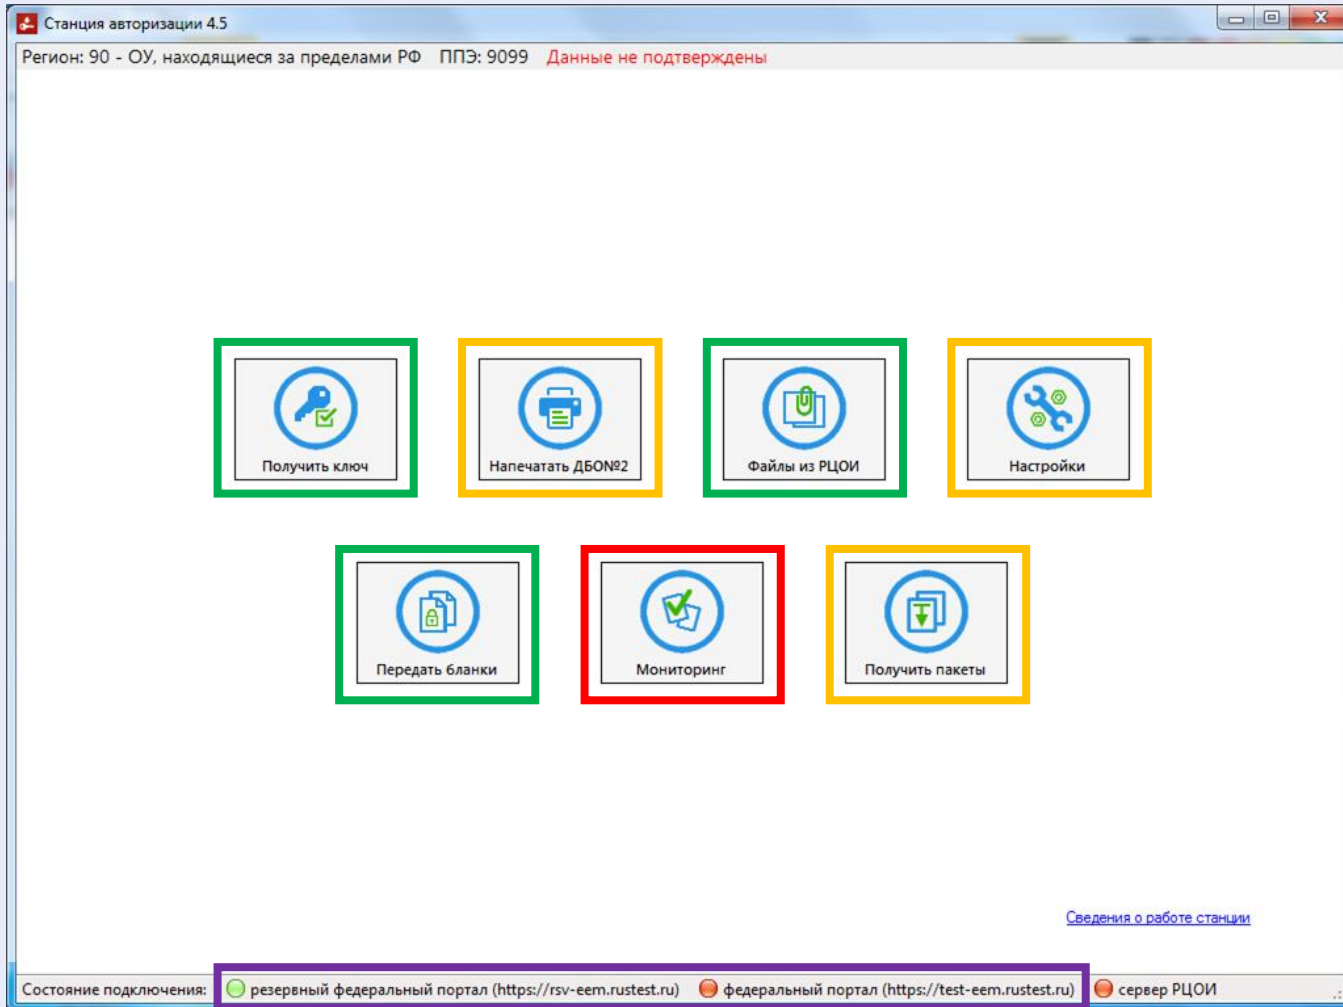 Станция авторизации 4.5
Регион: 90 - ОУ, находящиеся за пределами РФ ППЭ: 9099 Данные не подтверждены
Получить ключ Напечатать ДБО№2 Файлы из РЦОИ Настройки
Передать бланки Мониторинг Получить пакеты
Сведения о работе станции
Состояние подключения: резервный федеральный портал (https://rsv-eem.rustest.ru) федеральный портал (https://test-eem.rustest.ru) сервер РЦОИ